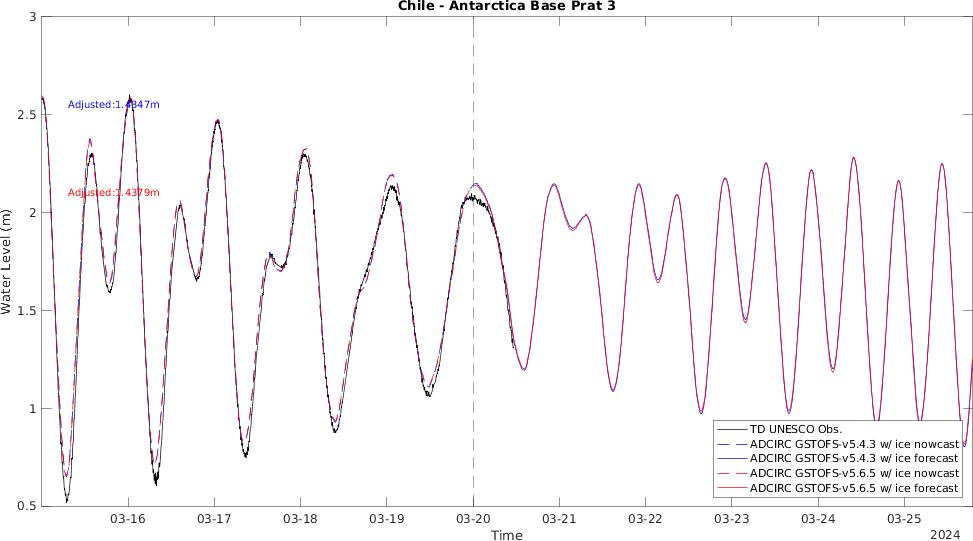 Chile - Antarctica Base Prat 3
3
2.5
2
1.5
1
0.5
Water Level (m)
Adjusted:1.4347m
Adjusted:1.4379m
TD UNESCO Obs.
ADCIRC GSTOFS-v5.4.3 w/ ice nowcast
ADCIRC GSTOFS-v5.4.3 w/ ice forecast
ADCIRC GSTOFS-v5.6.5 w/ ice nowcast
ADCIRC GSTOFS-v5.6.5 w/ ice forecast
03-16 03-17 03-18 03-19 03-20 03-21 03-22 03-23 03-24 03-25
Time
2024